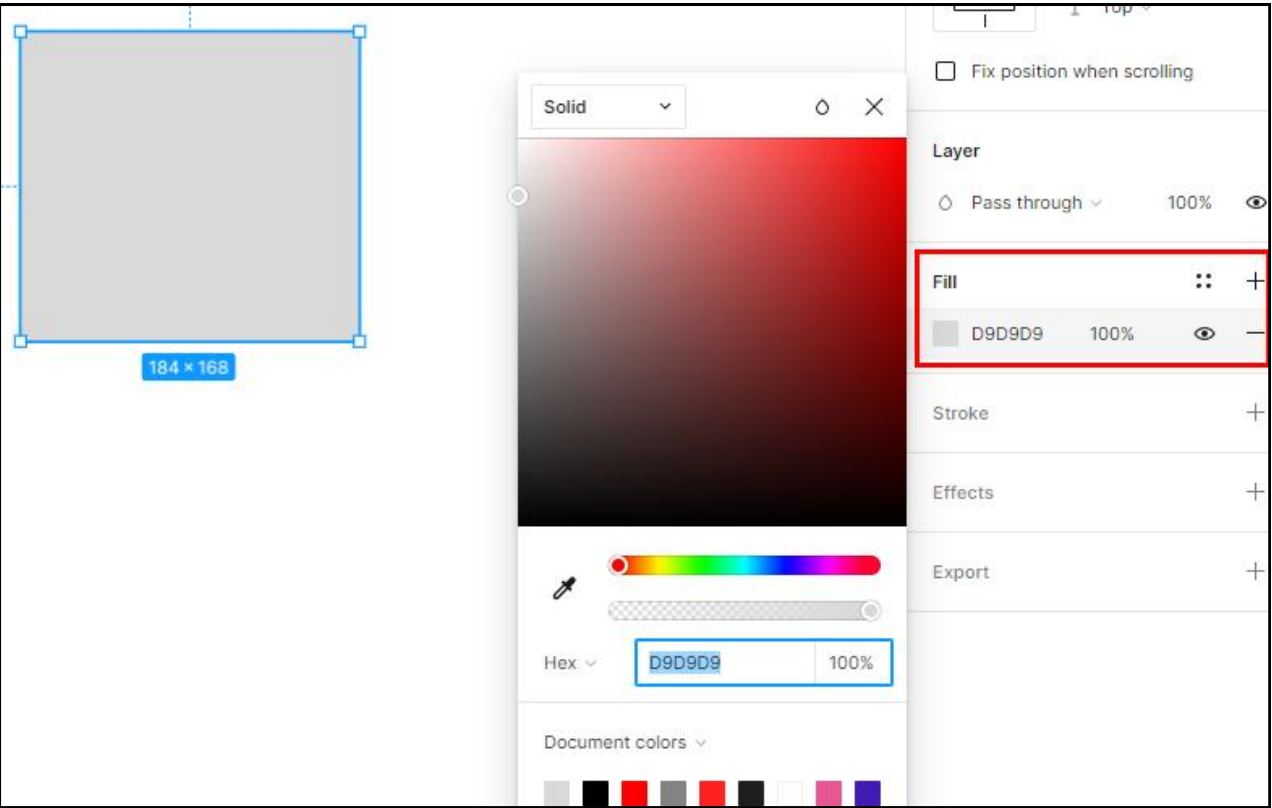 Top
Fix position when scrolling
Solid
Layer
Pass through 100%
Fill
D9D9D9 100%
184 × 168
Stroke
Effects
Export
Hex D9D9D9 100%
Document colors